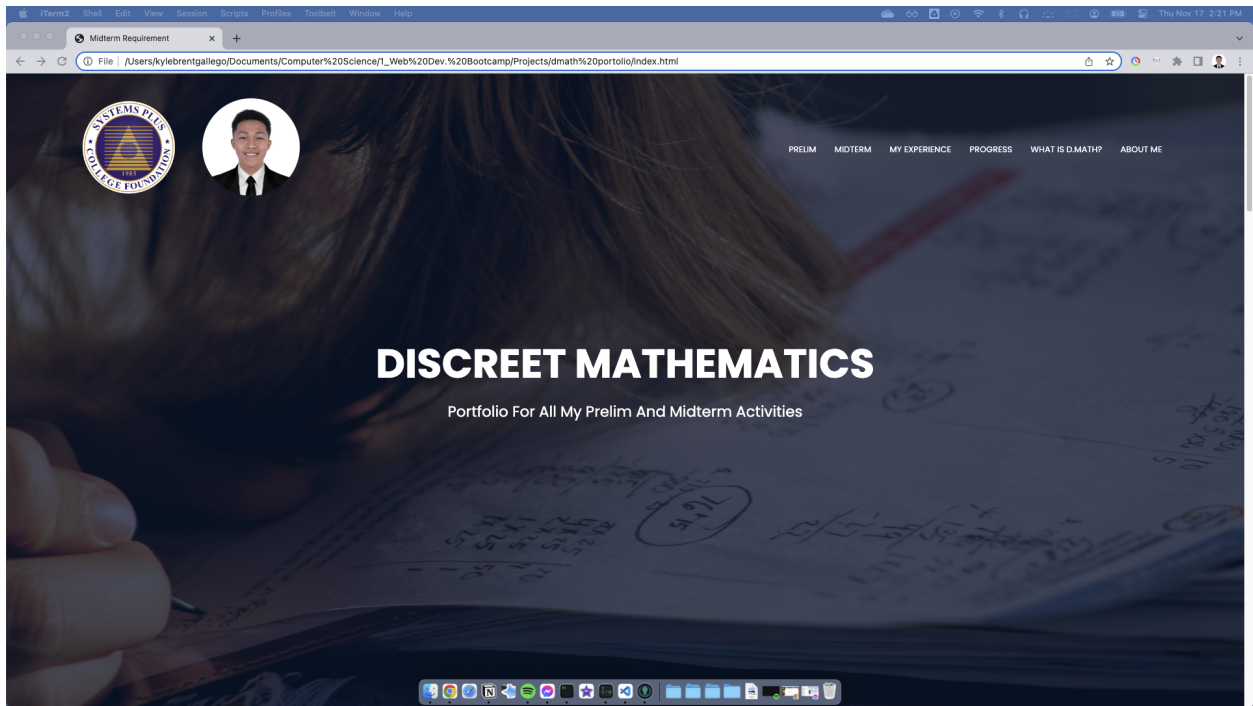 iTerm2 Shell Edit View Session Scripts Profiles Toolbelt Window Help Thu Nov 17 2:21 PM
Midterm Requirement
File /Users/kylebrentgallego/Documents/Computer%20Science/1_Web%20Dev.%20Bootcamp/Projects/dmath%20portolio/index.html
SYSTEMS PLUS
COLLEGE FOUNDATION
1985
PRELIM MIDTERM MY EXPERIENCE PROGRESS WHAT IS D.MATH? ABOUT ME
DISCREET MATHEMATICS
Portfolio For All My Prelim And Midterm Activities